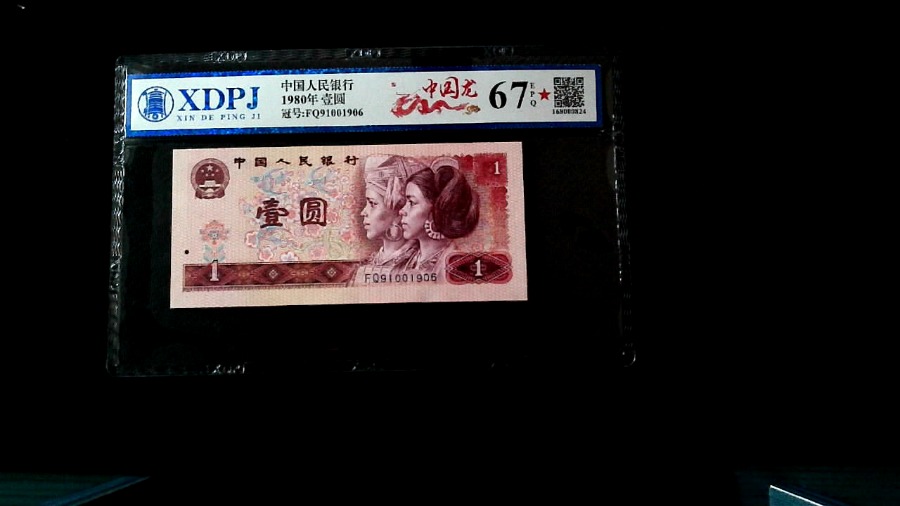 XDPJ
XIN DE PING JI
中国人民银行
1980年 壹圆
冠号:FQ91001906
中国龙
67
EPQ
中国人民银行
1
壹圆
1
1
FQ91001906